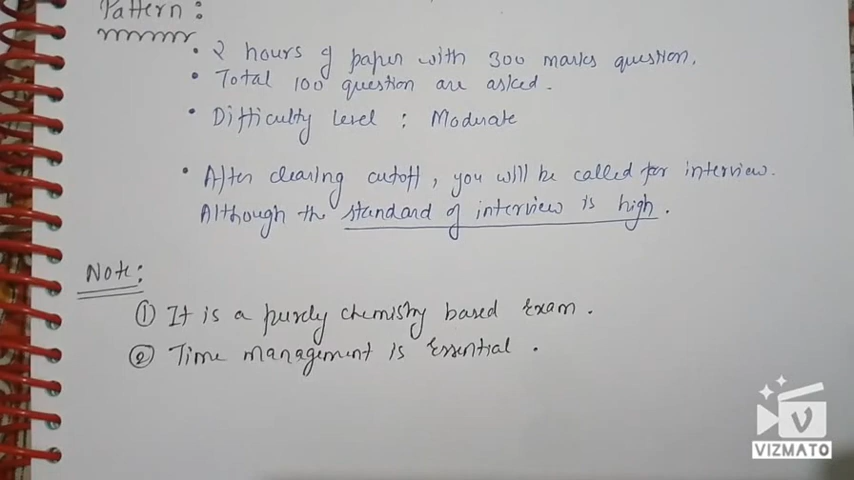 Pattern :
• 2 hours of paper with 300 marks question.
• Total 100 question are asked.
• Difficulty Level : Moderate
• After clearing cutoff, you will be called for interview.
Although the standard of interview is high.
Note:
① It is a purely chemistry based Exam.
② Time management is Essential.
V
VIZMATO